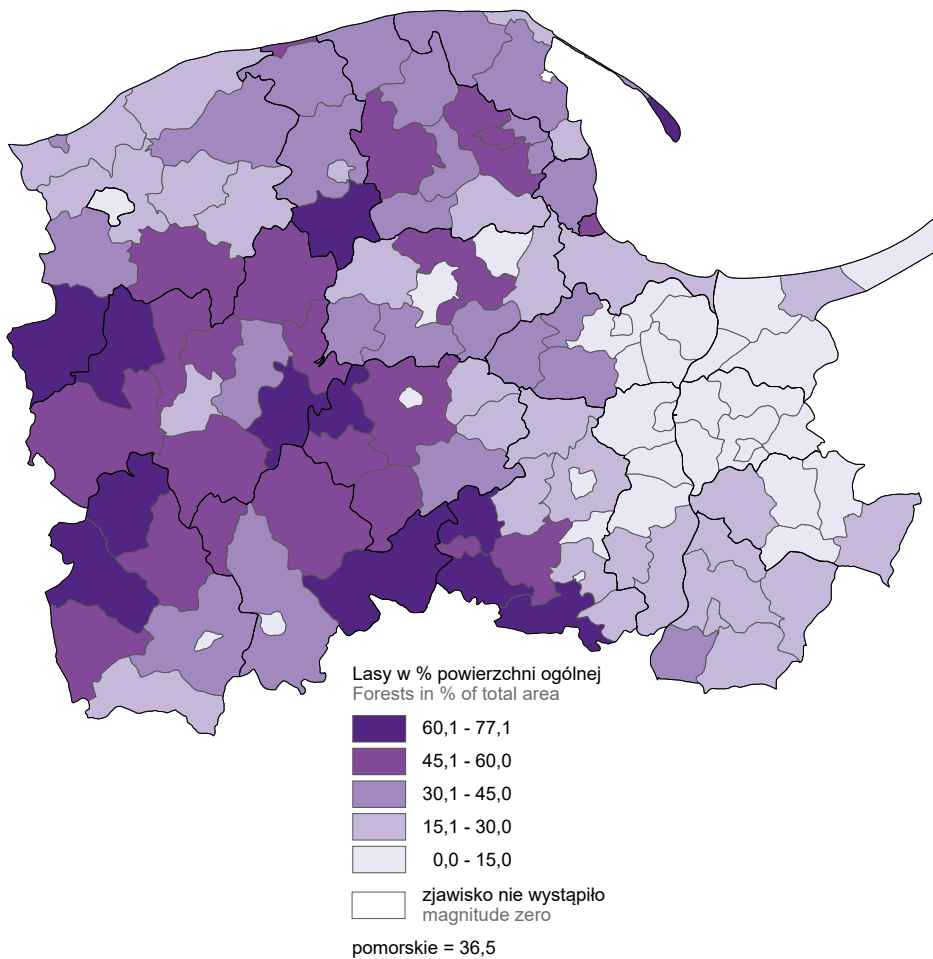 Lasy w % powierzchni ogólnej
Forests in % of total area
60,1 - 77,1
45,1 - 60,0
30,1 - 45,0
15,1 - 30,0
0,0 - 15,0
zjawisko nie wystąpiło
magnitude zero
pomorskie = 36,5